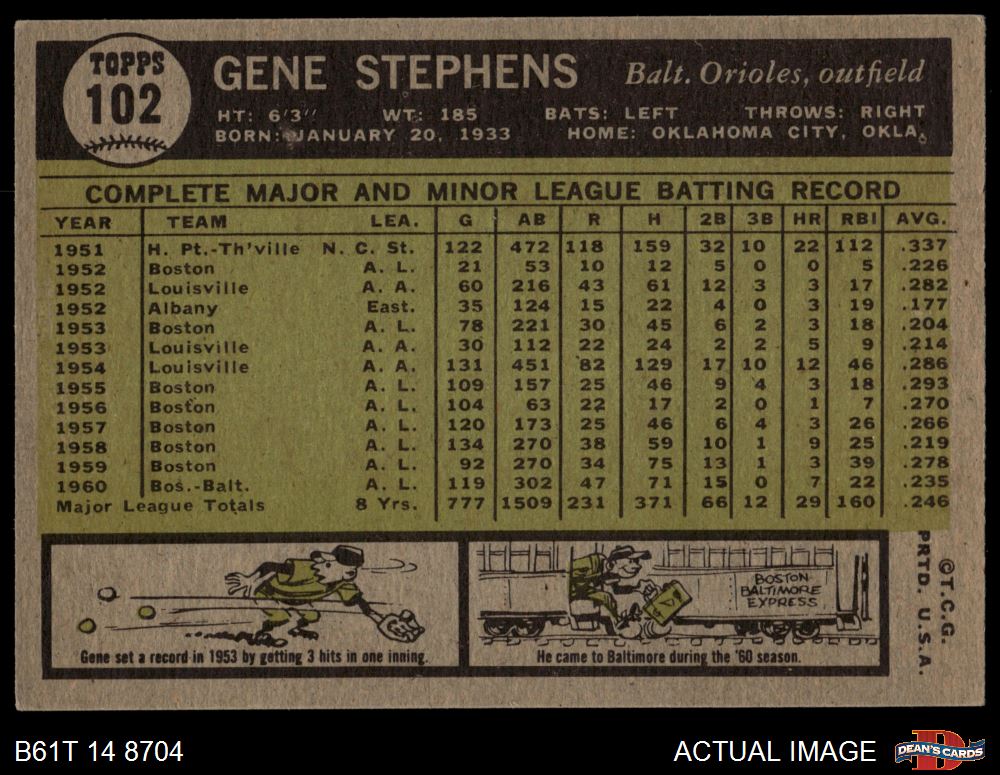 TOPPS
102
GENE STEPHENS Balt. Orioles, outfield
HT: 6'3" WT: 185 BATS: LEFT THROWS: RIGHT
BORN: JANUARY 20, 1933 HOME: OKLAHOMA CITY, OKLA.
COMPLETE MAJOR AND MINOR LEAGUE BATTING RECORD
YEAR TEAM LEA. G AB R H 2B 3B HR RBI AVG.
1951 H. Pt.-Th'ville N. C. St. 122 472 118 159 32 10 22 112 .337
1952 Boston A. L. 21 53 10 12 5 0 0 5 .226
1952 Louisville A. A. 60 216 43 61 12 3 3 17 .282
1952 Albany East. 35 124 15 22 4 0 3 19 .177
1953 Boston A. L. 78 221 30 45 6 2 3 18 .204
1953 Louisville A. A. 30 112 22 24 2 2 5 9 .214
1954 Louisville A. A. 131 451 82 129 17 10 12 46 .286
1955 Boston A. L. 109 157 25 46 9 4 3 18 .293
1956 Boston A. L. 104 63 22 17 2 0 1 7 .270
1957 Boston A. L. 120 173 25 46 6 4 3 26 .266
1958 Boston A. L. 134 270 38 59 10 1 9 25 .219
1959 Boston A. L. 92 270 34 75 13 1 3 39 .278
1960 Bos.-Balt. A. L. 119 302 47 71 15 0 7 22 .235
Major League Totals 8 Yrs. 777 1509 231 371 66 12 29 160 .246
Gene set a record in 1953 by getting 3 hits in one inning.
BOSTON
BALTIMORE
EXPRESS
He came to Baltimore during the '60 season.
©T.C.G.
PRTD. U.S.A.
B61T 14 8704 ACTUAL IMAGE
DEAN'S CARDS